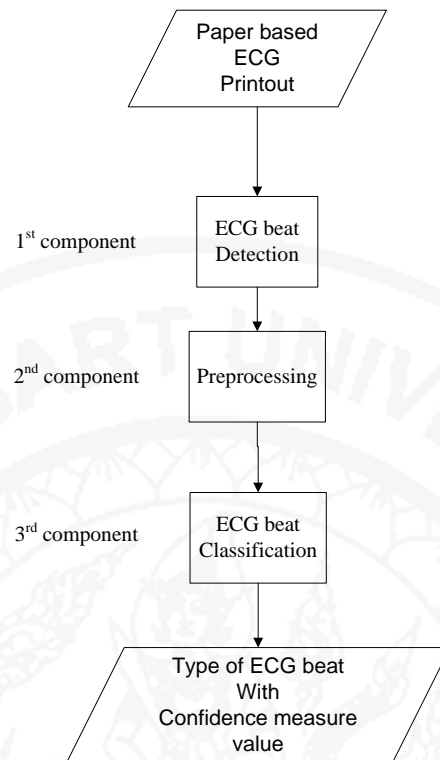 Paper based
ECG
Printout
1st component
ECG beat
Detection
2nd component
Preprocessing
3rd component
ECG beat
Classification
Type of ECG beat
With
Confidence measure
value